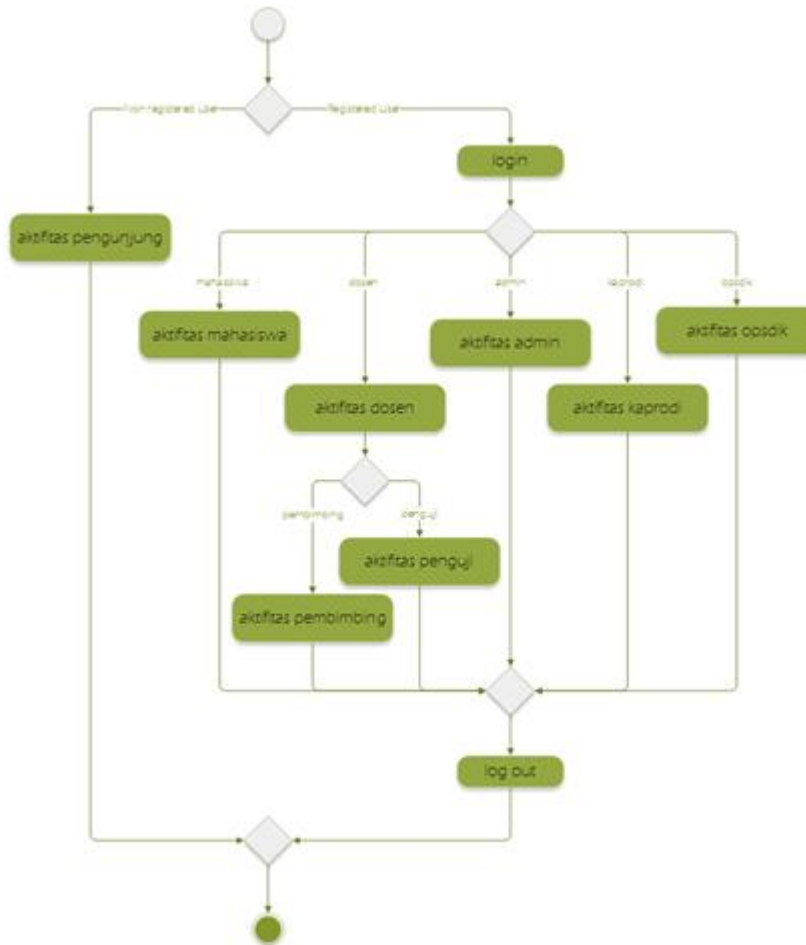 Non registered User
Registered User
login
aktifitas pengunjung
mahasiswa
dosen
admin
kaprodi
opsdik
aktifitas mahasiswa
aktifitas admin
aktifitas opsdik
aktifitas dosen
aktifitas kaprodi
pembimbing
penguji
aktifitas penguji
aktifitas pembimbing
log out